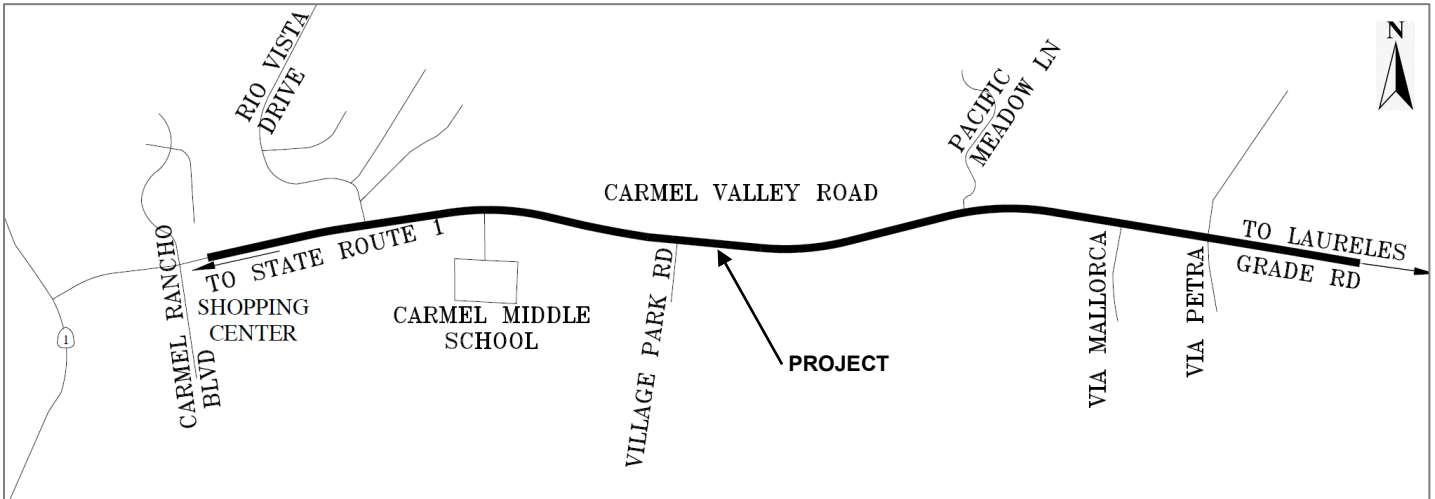 N
RIO VISTA
DRIVE
PACIFIC
MEADOW LN
CARMEL VALLEY ROAD
TO STATE ROUTE 1
TO LAURELES
GRADE RD
CARMEL RANCHO
BLVD
SHOPPING
CENTER
1
CARMEL MIDDLE
SCHOOL
VILLAGE PARK RD
PROJECT
VIA MALLORCA
VIA PETRA